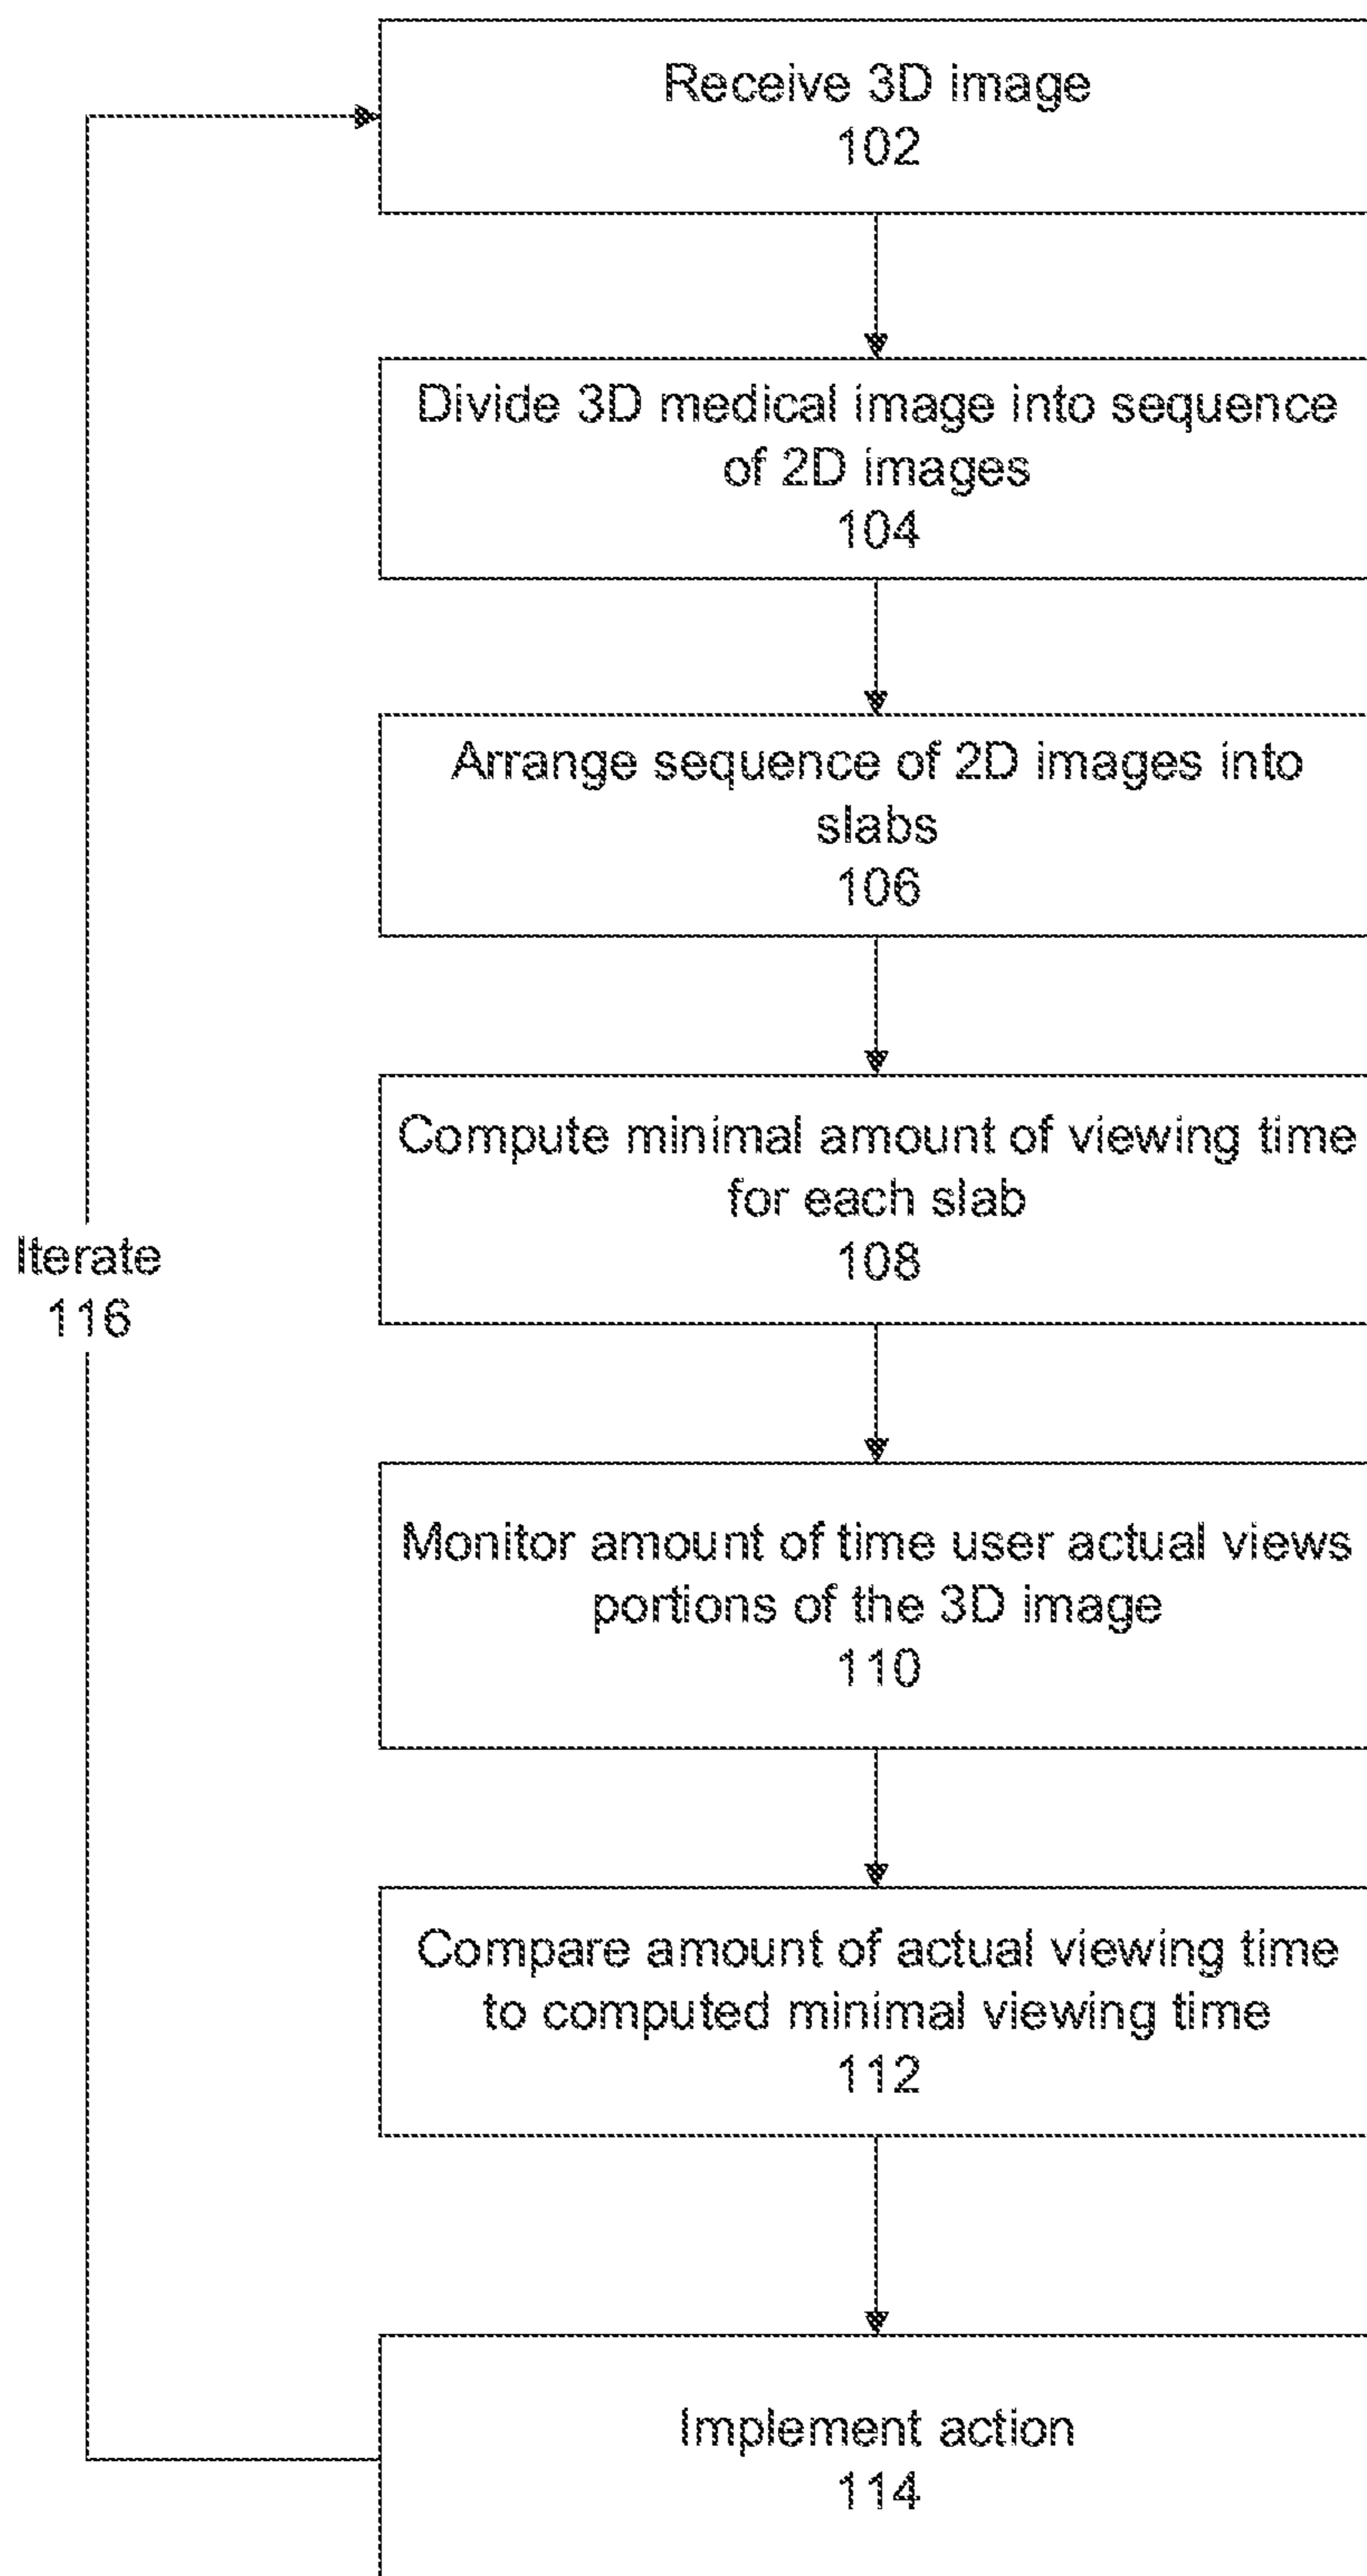 Receive 3D image
102
Divide 3D medical image into sequence
of 2D images
104
Arrange sequence of 2D images into
slabs
106
Compute minimal amount of viewing time
for each slab
108
Iterate
116
Monitor amount of time user actual views
portions of the 3D image
110
Compare amount of actual viewing time
to computed minimal viewing time
112
Implement action
114